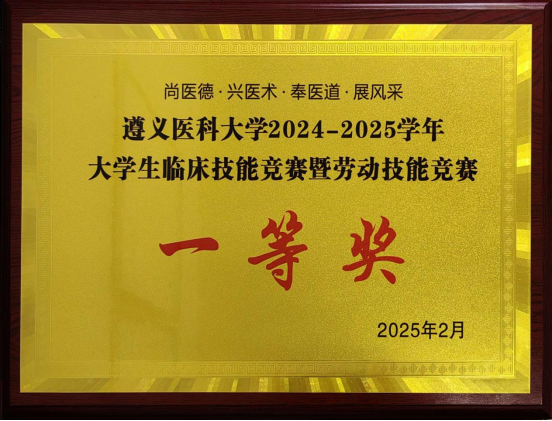 尚医德·兴医术·奉医道·展风采
遵义医科大学2024-2025学年
大学生临床技能竞赛暨劳动技能竞赛
一等奖
2025年2月